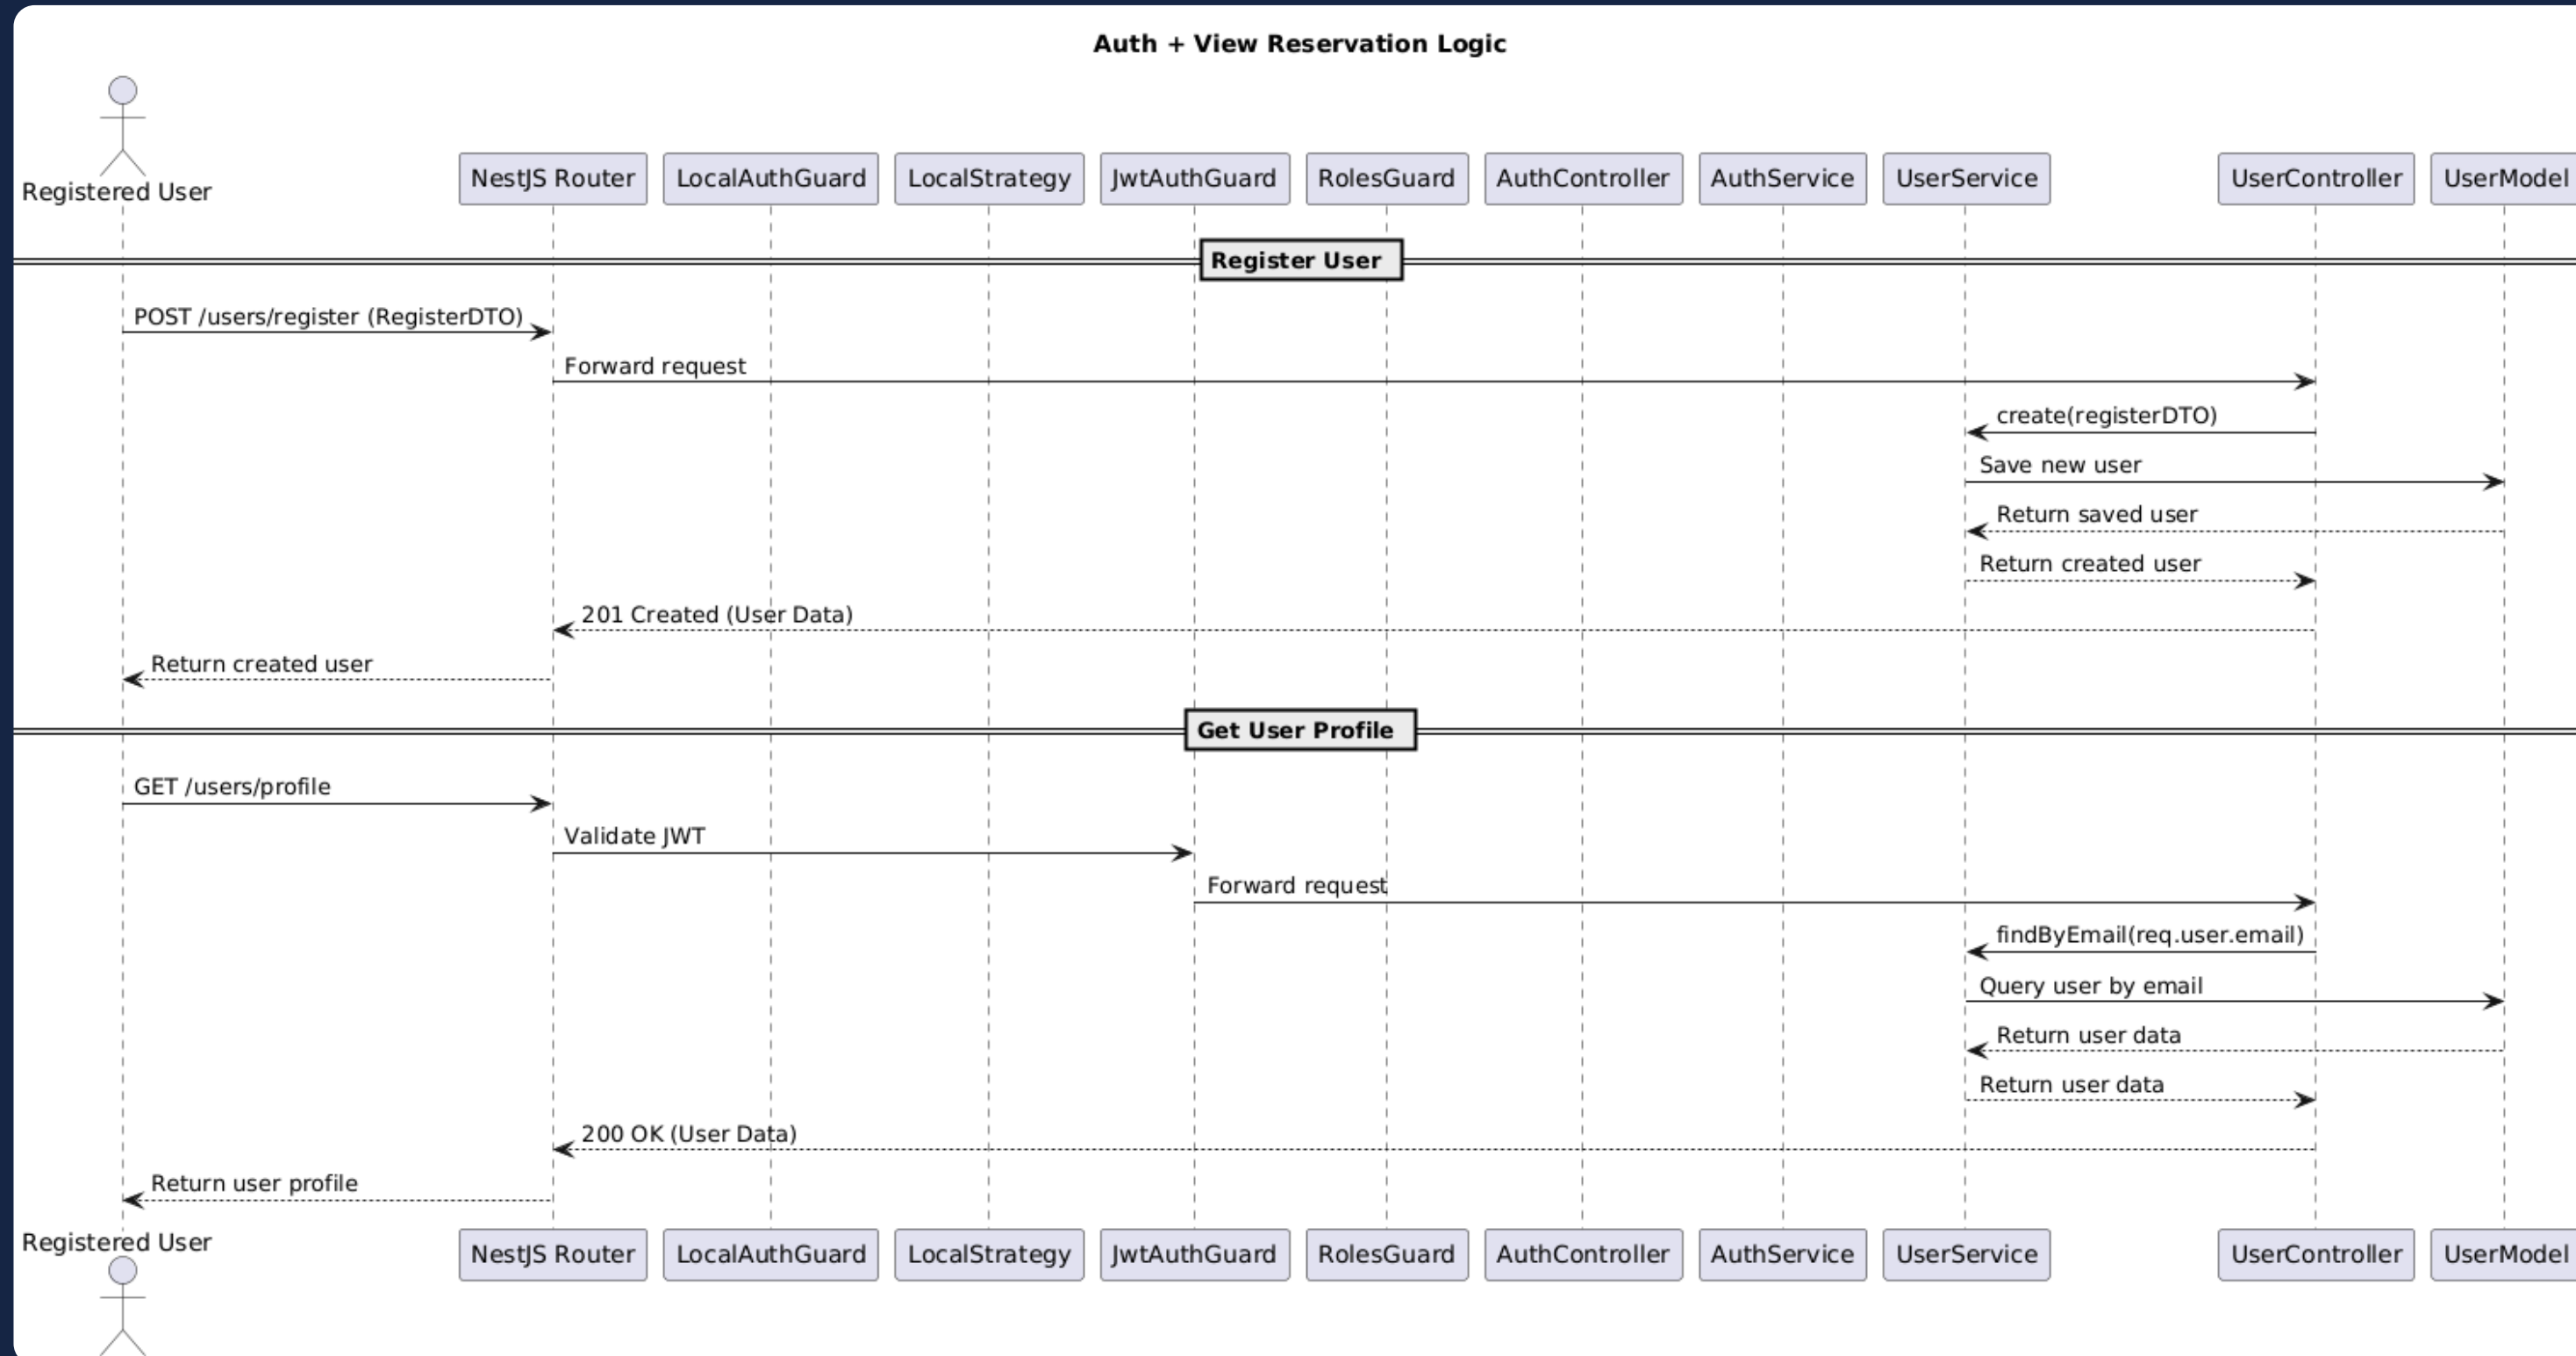 Auth + View Reservation Logic
Registered User
NestJS Router
LocalAuthGuard
LocalStrategy
JwtAuthGuard
RolesGuard
AuthController
AuthService
UserService
UserController
UserModel
Register User
POST /users/register (RegisterDTO)
Forward request
create(registerDTO)
Save new user
Return saved user
Return created user
201 Created (User Data)
Return created user
Get User Profile
GET /users/profile
Validate JWT
Forward request
findByEmail(req.user.email)
Query user by email
Return user data
Return user data
200 OK (User Data)
Return user profile
Registered User
NestJS Router
LocalAuthGuard
LocalStrategy
JwtAuthGuard
RolesGuard
AuthController
AuthService
UserService
UserController
UserModel